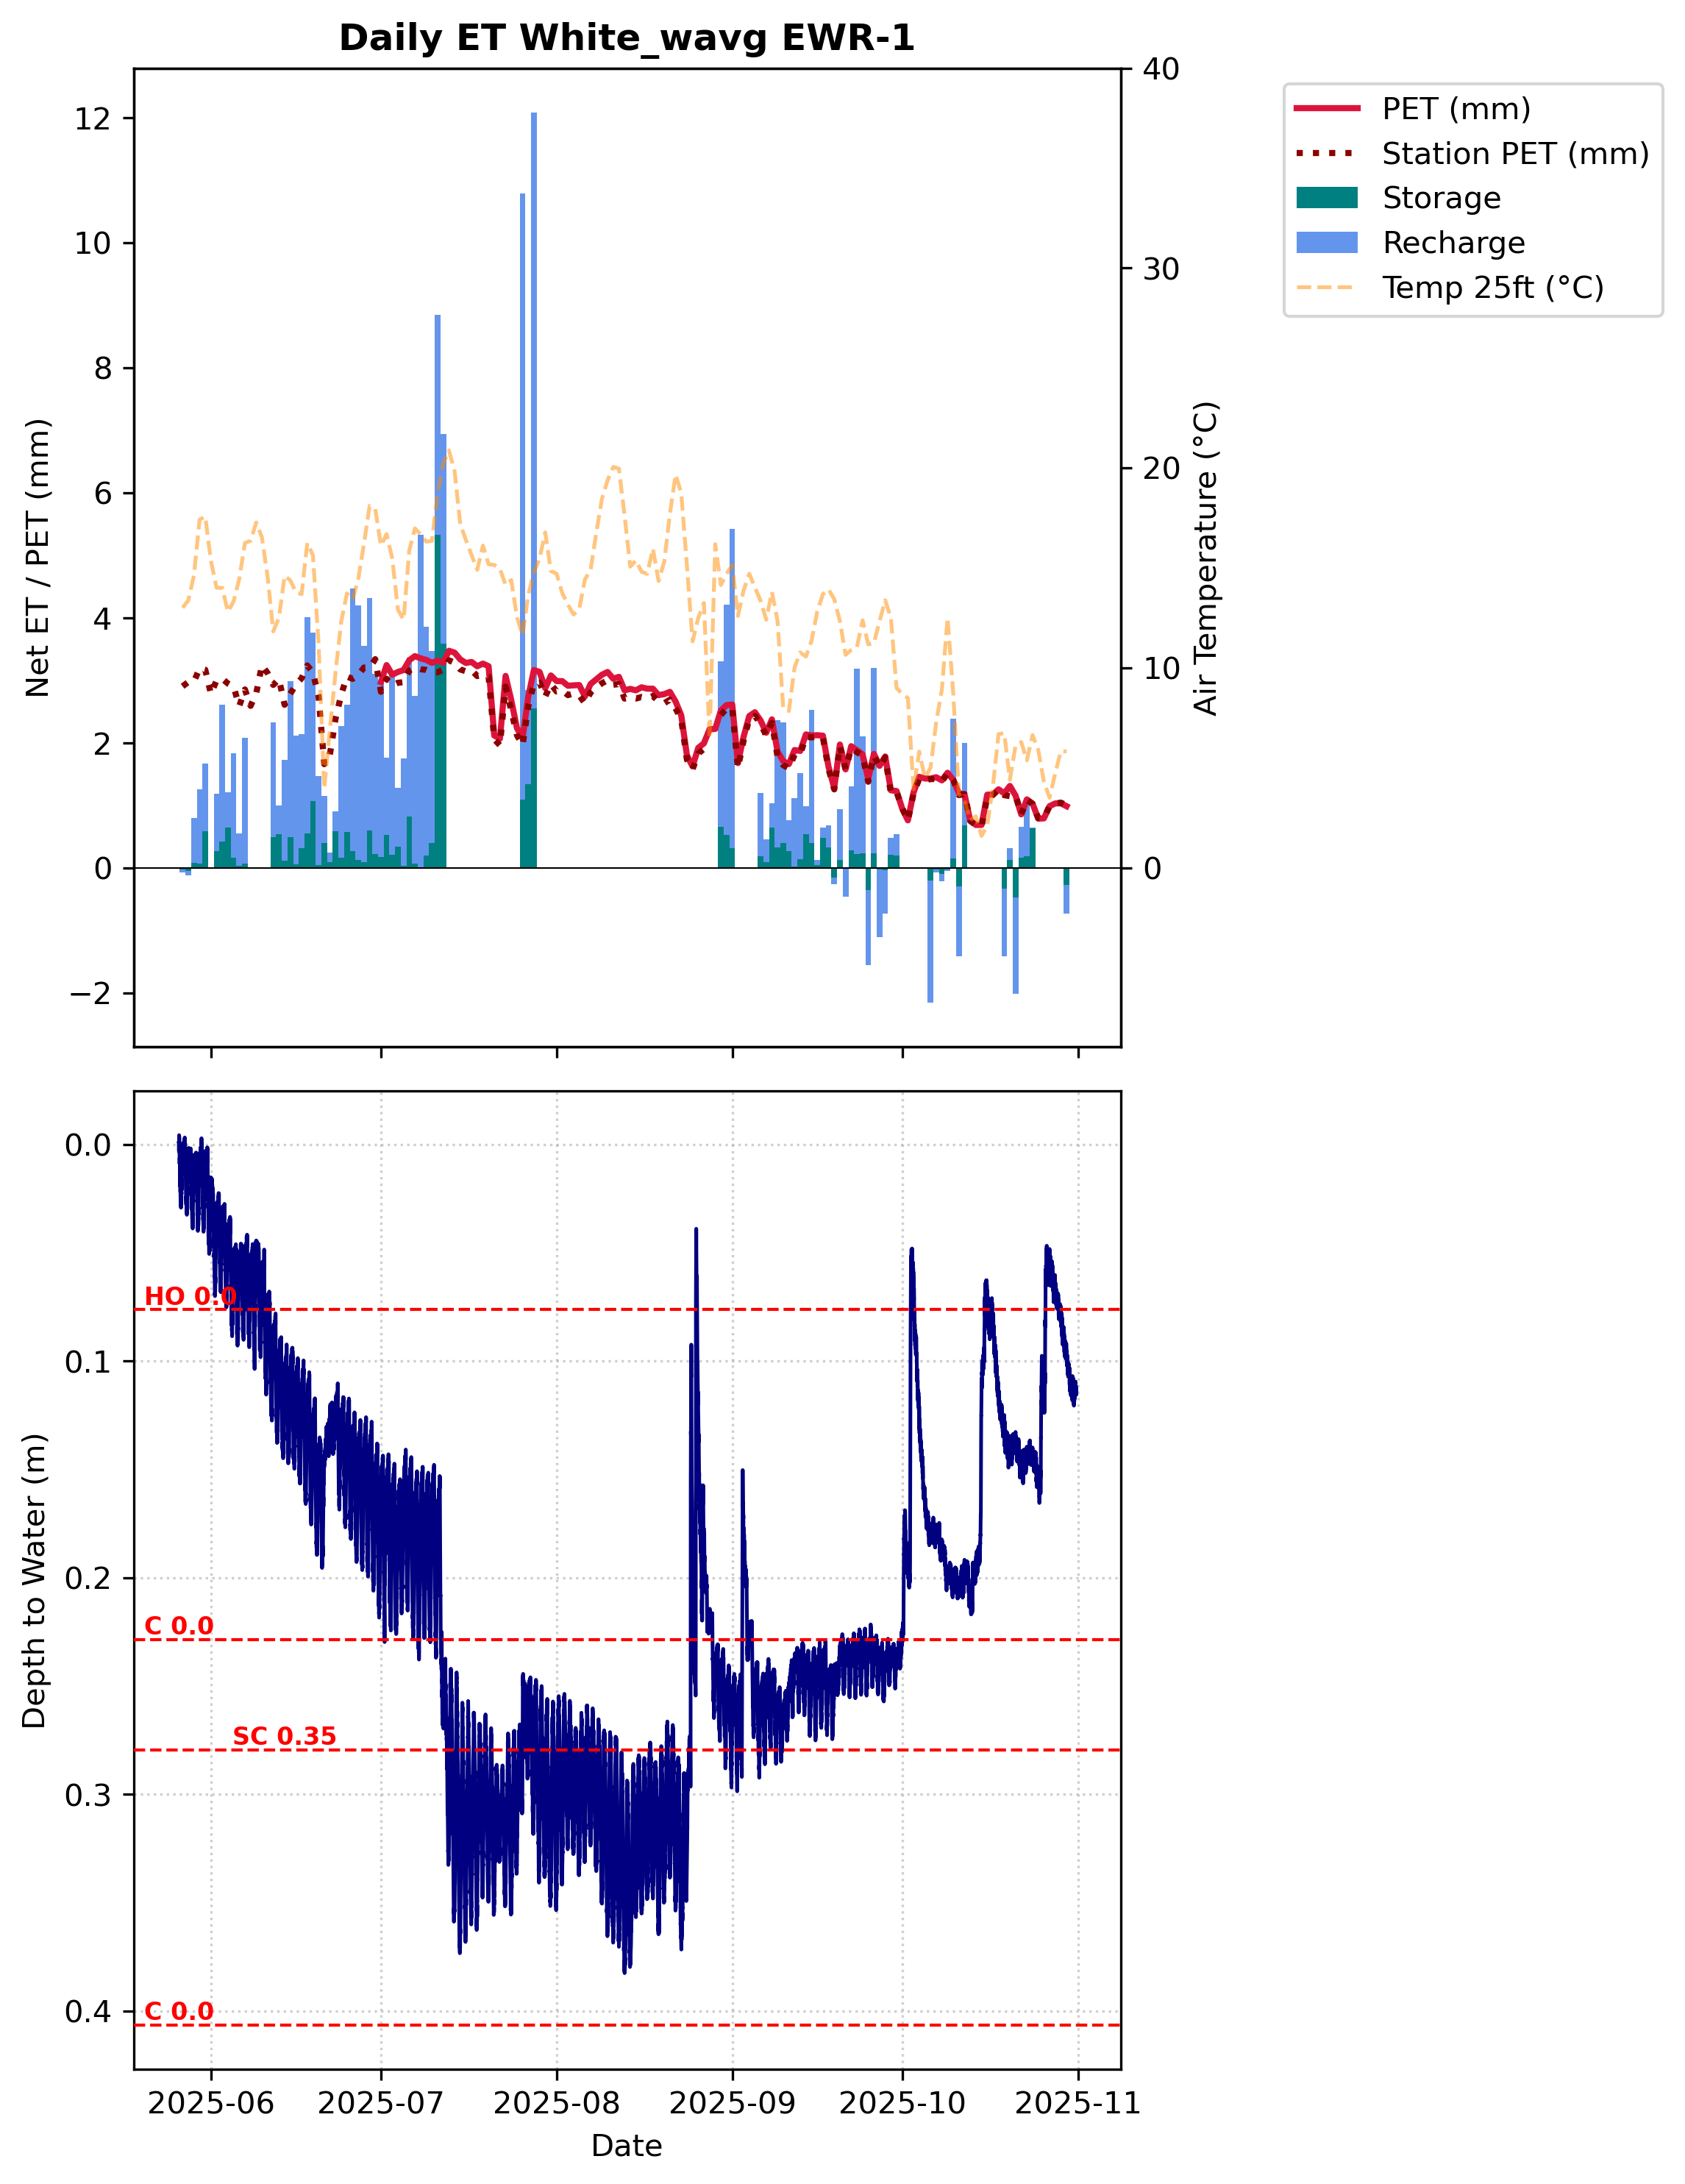 Daily ET White_wavg EWR-1
Net ET / PET (mm)
12
10
8
6
4
2
0
−2
40
30
20
10
0
Air Temperature (°C)
PET (mm)
Station PET (mm)
Storage
Recharge
Temp 25ft (°C)
Depth to Water (m)
0.0
0.1
0.2
0.3
0.4
HO 0.0
C 0.0
SC 0.35
C 0.0
2025-06 2025-07 2025-08 2025-09 2025-10 2025-11
Date